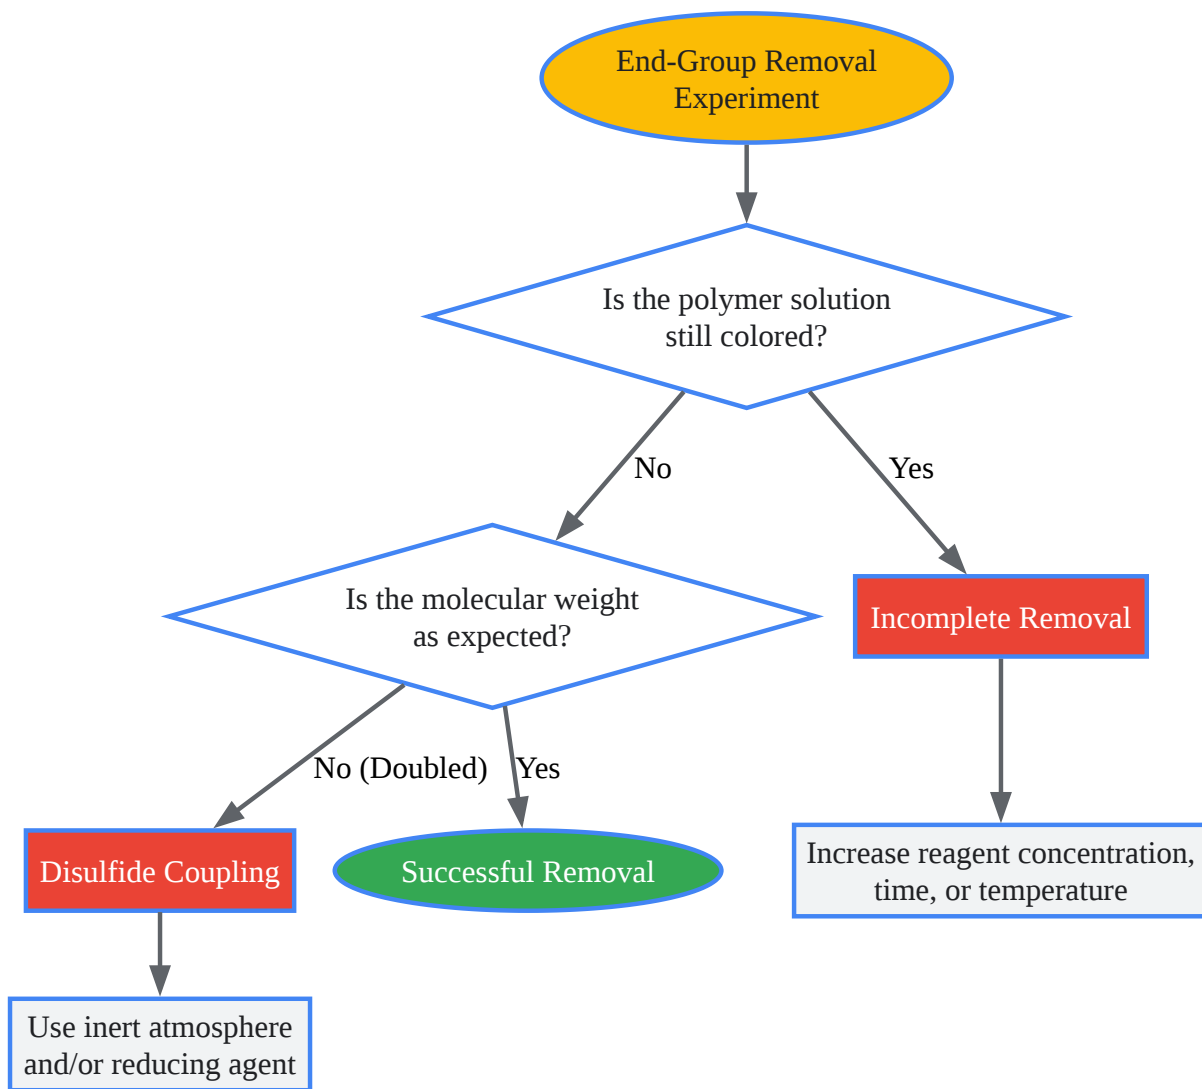 End-Group Removal
Experiment
Is the polymer solution
still colored?
No
Yes
Is the molecular weight
as expected?
Incomplete Removal
No (Doubled)
Yes
Disulfide Coupling
Successful Removal
Increase reagent concentration,
time, or temperature
Use inert atmosphere
and/or reducing agent